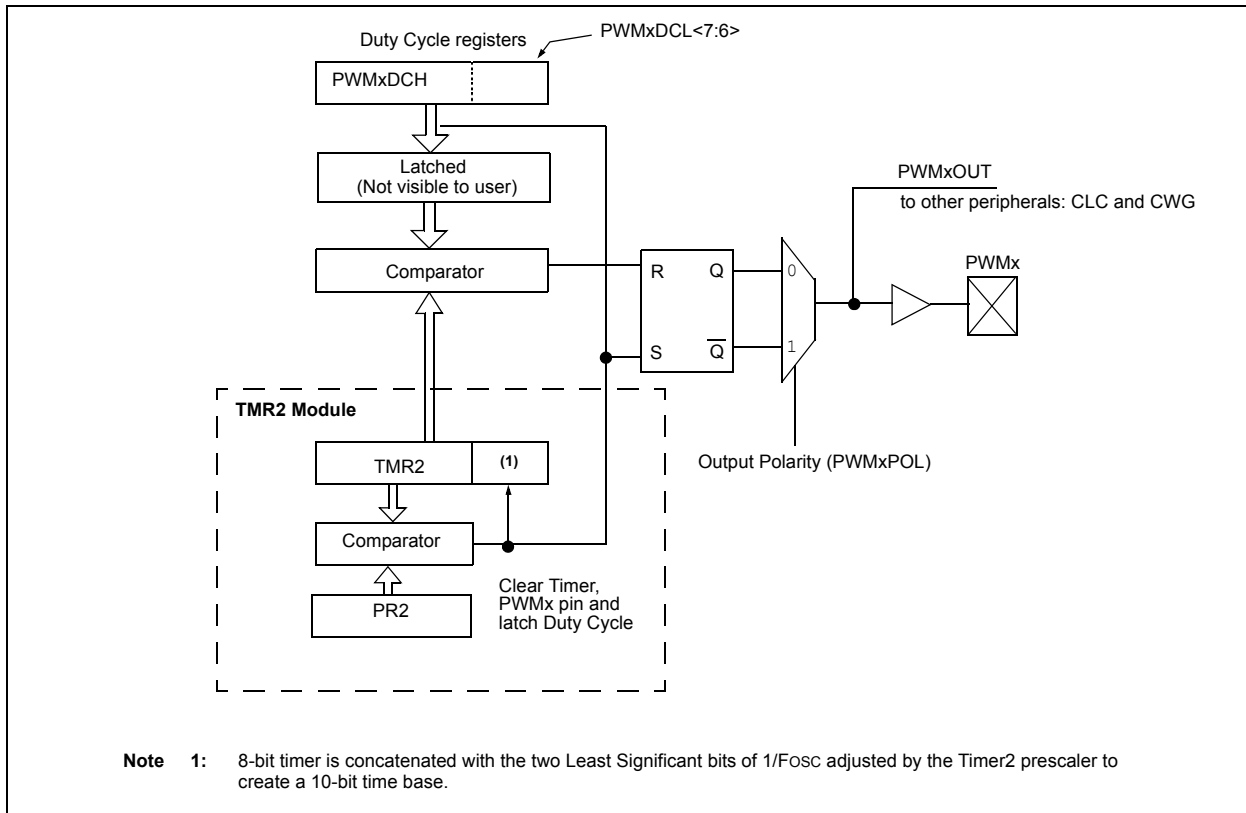 Duty Cycle registers
PWMxDCL<7:6>
PWMxDCH
Latched
(Not visible to user)
Comparator
R
Q
S
Q̅
0
1
PWMxOUT
to other peripherals: CLC and CWG
PWMx
Output Polarity (PWMxPOL)
TMR2 Module
TMR2
(1)
Comparator
PR2
Clear Timer,
PWMx pin and
latch Duty Cycle
Note 1: 8-bit timer is concatenated with the two Least Significant bits of 1/FOSC adjusted by the Timer2 prescaler to
create a 10-bit time base.